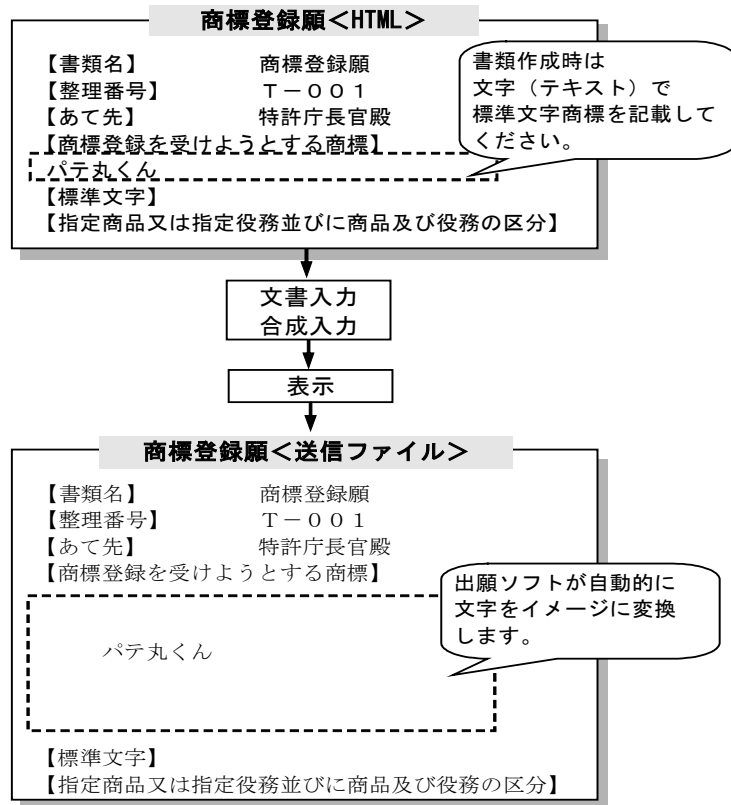 商標登録願＜HTML＞
【書類名】　　　　　　商標登録願
【整理番号】　　　　　Ｔ－００１
【あて先】　　　　　　特許庁長官殿
【商標登録を受けようとする商標】
パテ丸くん
【標準文字】
【指定商品又は指定役務並びに商品及び役務の区分】
書類作成時は
文字（テキスト）で
標準文字商標を記載して
ください。
文書入力
合成入力
表示
商標登録願＜送信ファイル＞
【書類名】　　　　　　商標登録願
【整理番号】　　　　　Ｔ－００１
【あて先】　　　　　　特許庁長官殿
【商標登録を受けようとする商標】
パテ丸くん
出願ソフトが自動的に
文字をイメージに変換
します。
【標準文字】
【指定商品又は指定役務並びに商品及び役務の区分】